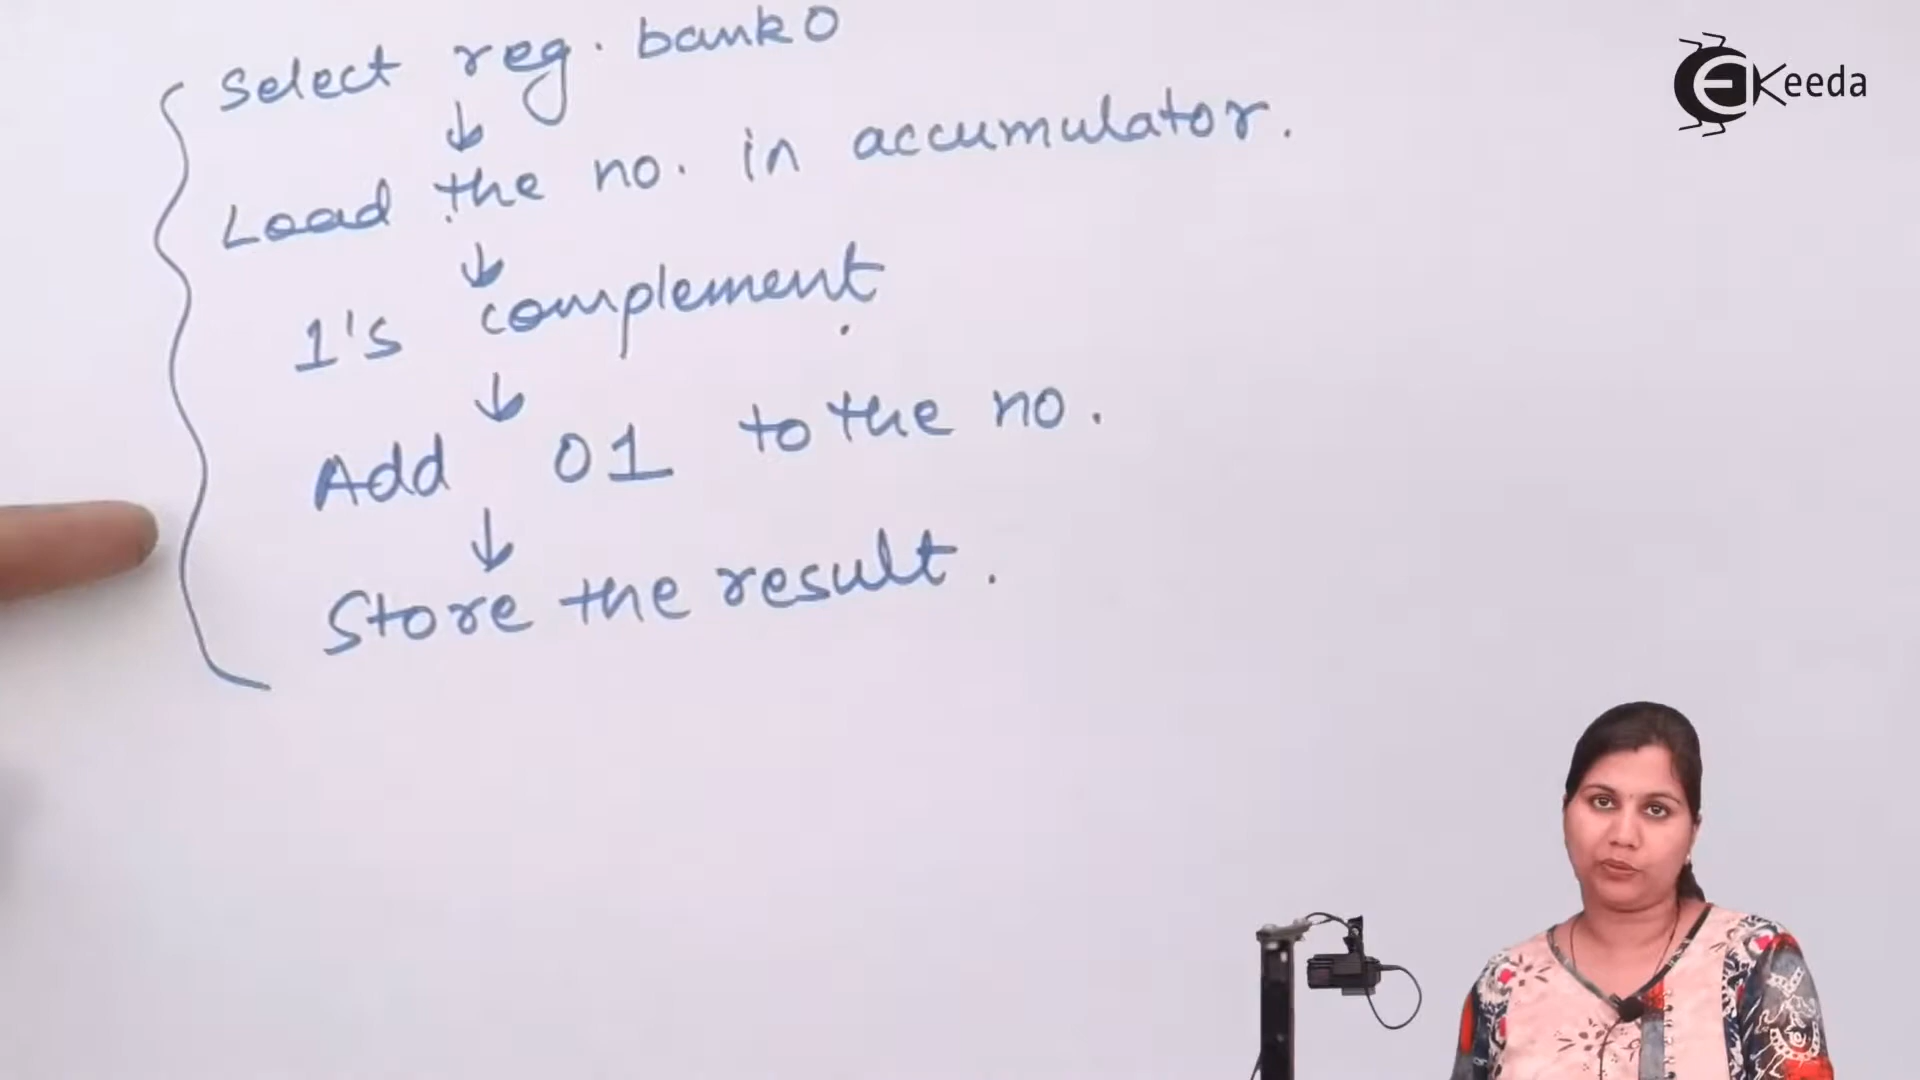 Select reg. bank 0
↓
Load the no. in accumulator.
↓
1's complement
↓
Add 01 to the no.
↓
Store the result.
EKeeda